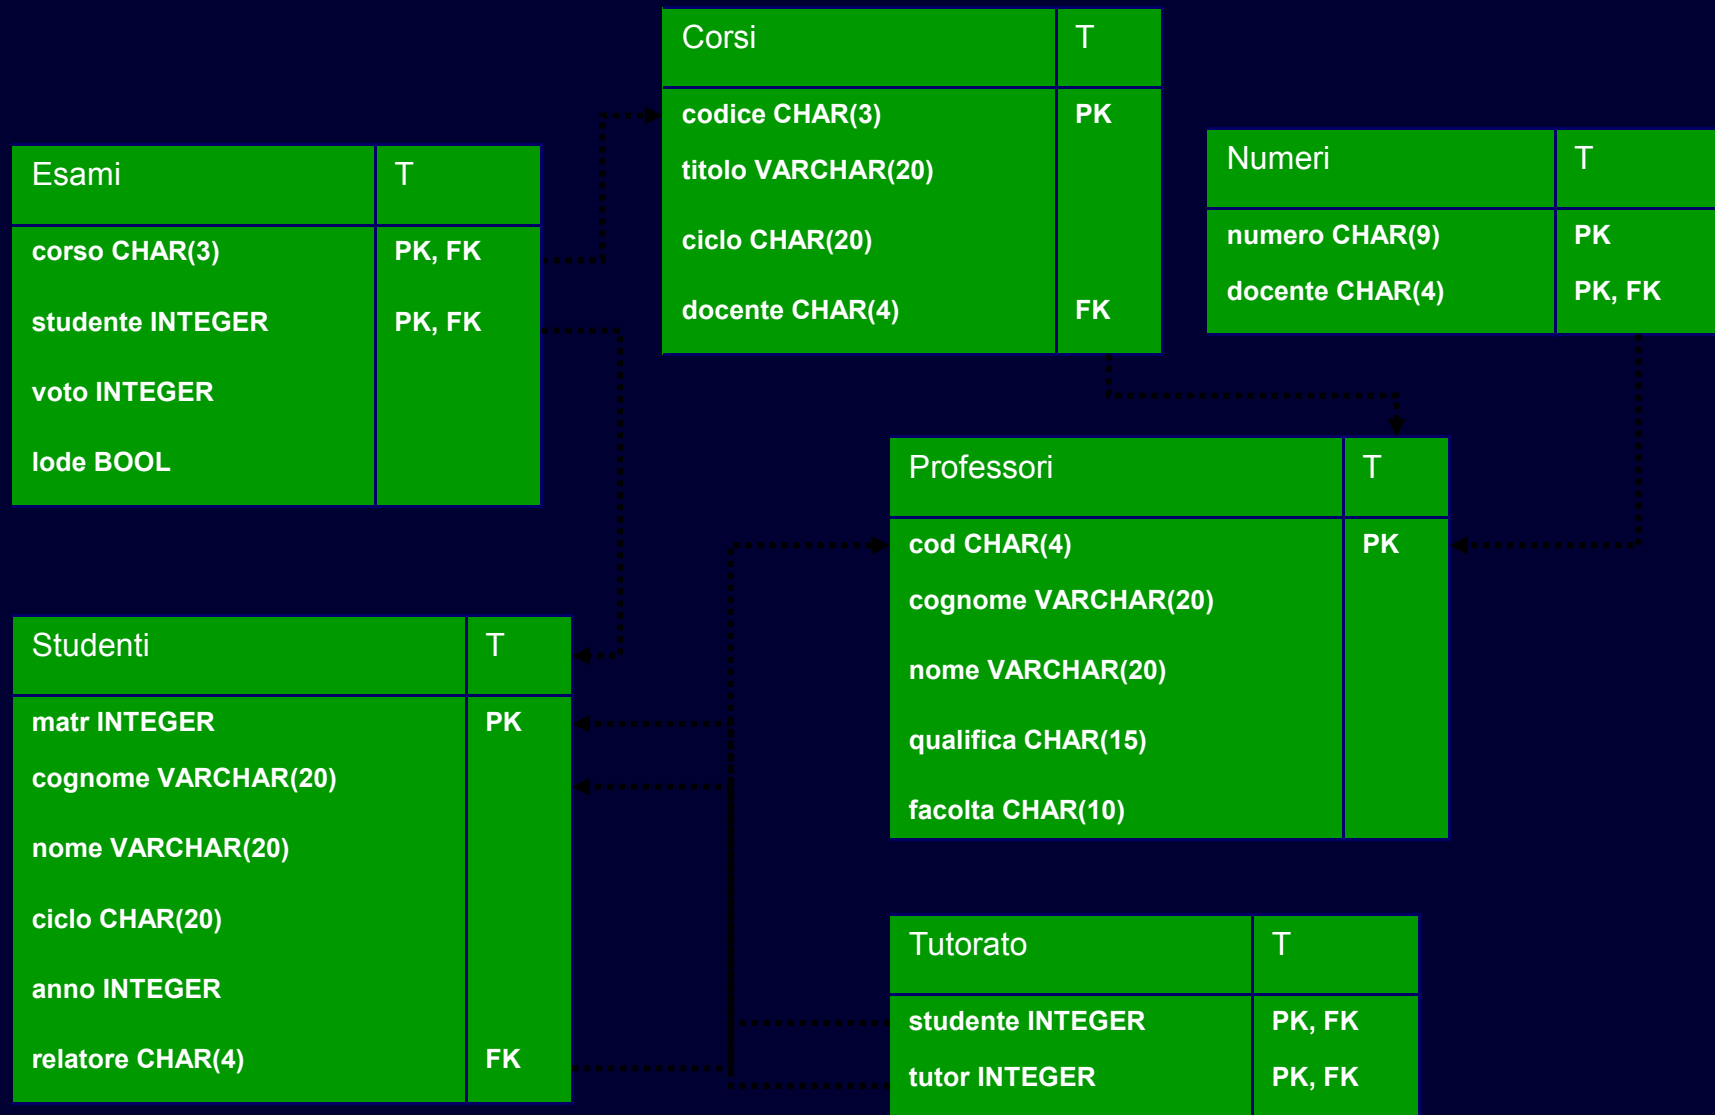 Corsi T
codice CHAR(3) PK
titolo VARCHAR(20)
ciclo CHAR(20)
docente CHAR(4) FK
Esami T
corso CHAR(3) PK, FK
studente INTEGER PK, FK
voto INTEGER
lode BOOL
Numeri T
numero CHAR(9) PK
docente CHAR(4) PK, FK
Professori T
cod CHAR(4) PK
cognome VARCHAR(20)
nome VARCHAR(20)
qualifica CHAR(15)
facolta CHAR(10)
Studenti T
matr INTEGER PK
cognome VARCHAR(20)
nome VARCHAR(20)
ciclo CHAR(20)
anno INTEGER
relatore CHAR(4) FK
Tutorato T
studente INTEGER PK, FK
tutor INTEGER PK, FK